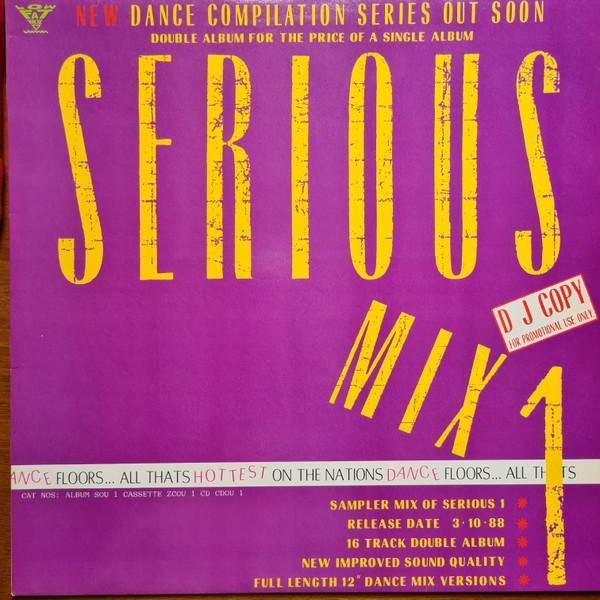 NEW DANCE COMPILATION SERIES OUT SOON
DOUBLE ALBUM FOR THE PRICE OF A SINGLE ALBUM
SERIOUS
D J COPY
FOR PROMOTIONAL USE ONLY.
MIX 1
ANCE FLOORS... ALL THATS HOTTEST ON THE NATIONS DANCE FLOORS... ALL THATS
CAT NOS: ALBUM SOU 1 CASSETTE ZCOU 1 CD CDOU 1
SAMPLER MIX OF SERIOUS 1
RELEASE DATE 3·10·88
16 TRACK DOUBLE ALBUM
NEW IMPROVED SOUND QUALITY
FULL LENGTH 12" DANCE MIX VERSIONS